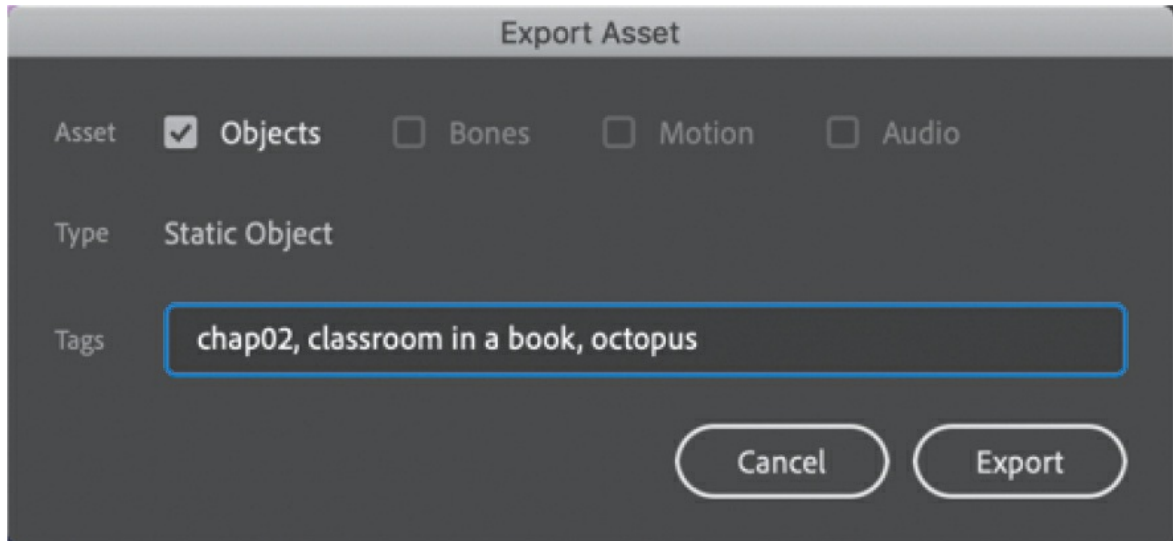 Export Asset
Asset Objects Bones Motion Audio
Type Static Object
Tags chap02, classroom in a book, octopus
Cancel Export